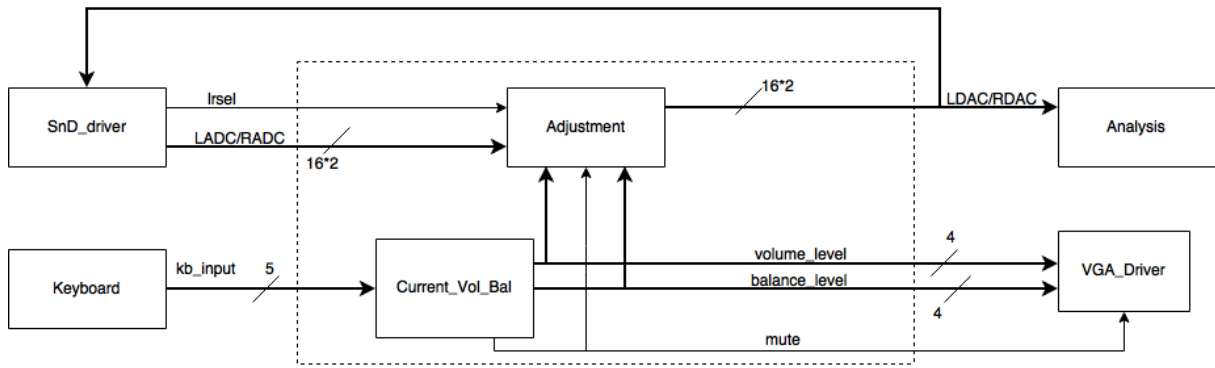 lrsel
16*2
LDAC/RDAC
SnD_driver
Adjustment
Analysis
LADC/RADC
16*2
kb_input
5
volume_level
4
Keyboard
Current_Vol_Bal
balance_level
VGA_Driver
4
mute